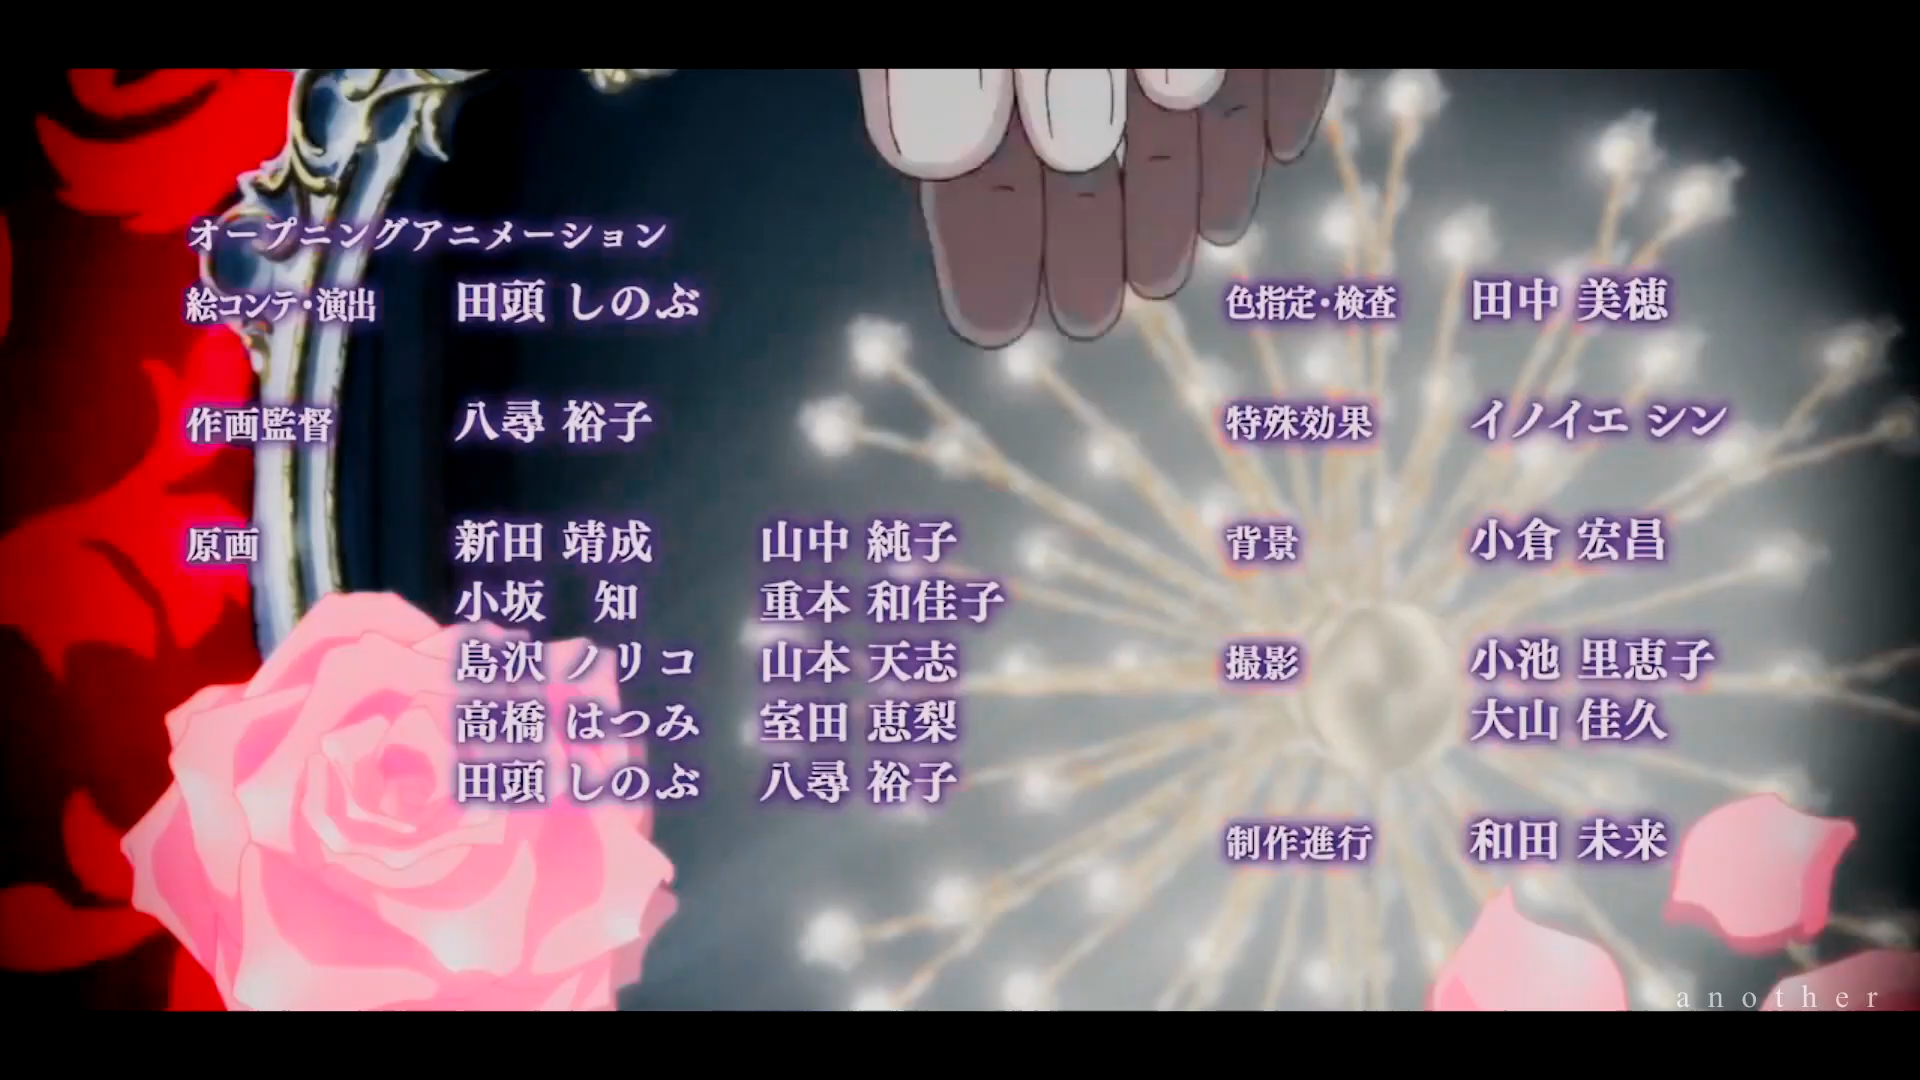 オープニングアニメーション
絵コンテ・演出 田頭 しのぶ
作画監督 八尋 裕子
原画 新田 靖成 山中 純子
小坂 知 重本 和佳子
島沢 ノリコ 山本 天志
高橋 はつみ 室田 恵梨
田頭 しのぶ 八尋 裕子
色指定・検査 田中 美穂
特殊効果 イノイエ シン
背景 小倉 宏昌
撮影 小池 里恵子
大山 佳久
制作進行 和田 未来
another